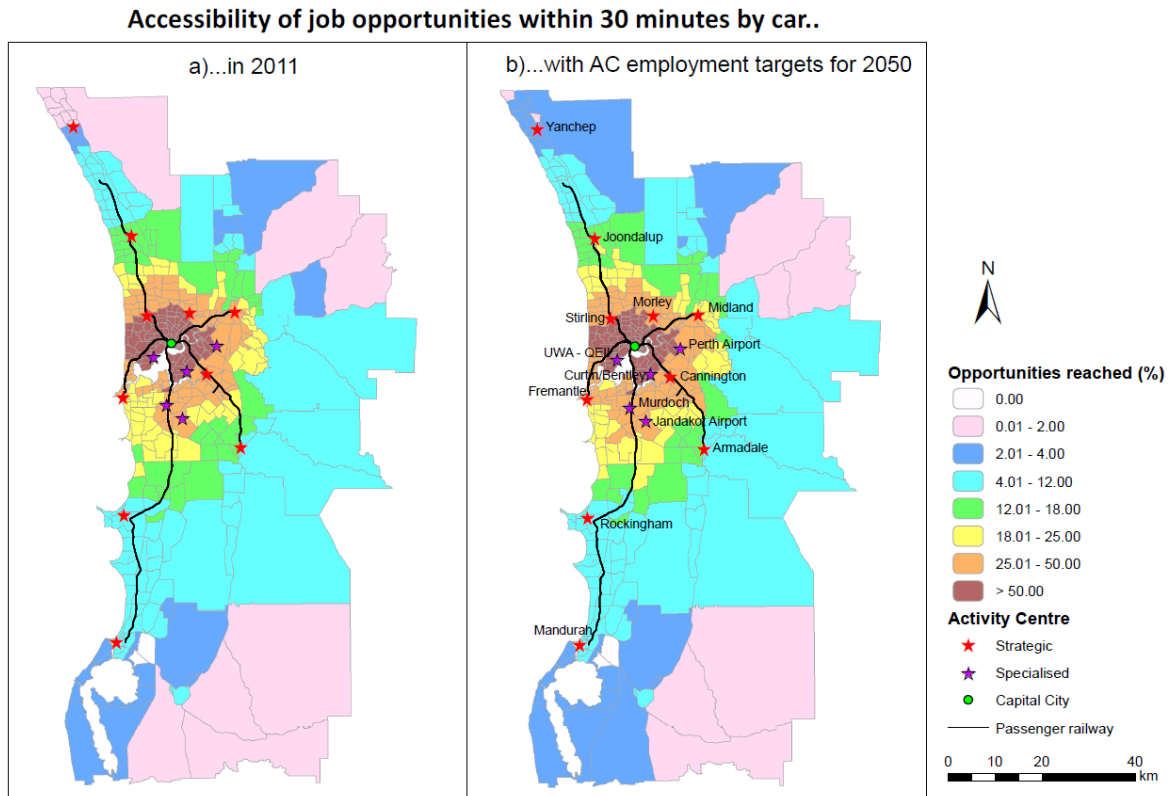 Accessibility of job opportunities within 30 minutes by car..
a)...in 2011
b)...with AC employment targets for 2050
Yanchep
Joondalup
Morley
Stirling
Midland
UWA - QEII
Perth Airport
Curtin/Bentley
Cannington
Fremantle
Murdoch
Jandakot Airport
Armadale
Rockingham
Mandurah
N
Opportunities reached (%)
0.00
0.01 - 2.00
2.01 - 4.00
4.01 - 12.00
12.01 - 18.00
18.01 - 25.00
25.01 - 50.00
> 50.00
Activity Centre
Strategic
Specialised
Capital City
Passenger railway
0 10 20 40
km